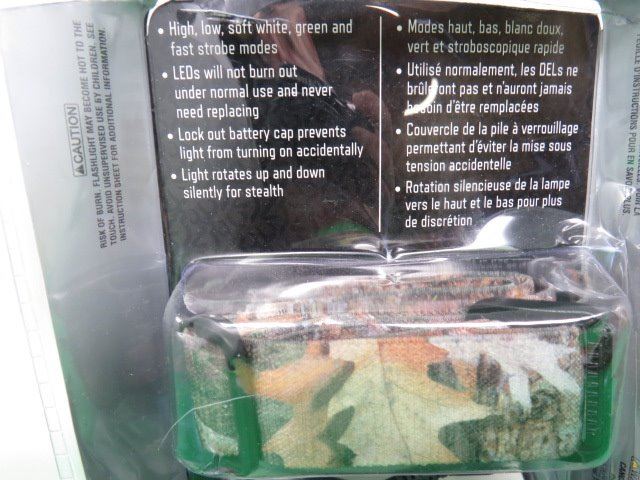 • High, low, soft white, green and
fast strobe modes
• LEDs will not burn out
under normal use and never
need replacing
• Lock out battery cap prevents
light from turning on accidentally
• Light rotates up and down
silently for stealth
• Modes haut, bas, blanc doux,
vert et stroboscopique rapide
• Utilisé normalement, les DELs ne
pas et n'auront jamais
d'être remplacées
• Couvercle de la pile à verrouillage
permettant d'éviter la mise sous
tension accidentelle
• Rotation silencieuse de la lampe
vers le haut et le bas pour plus
de discrétion
⚠CAUTION
RISK OF BURN. FLASHLIGHT MAY BECOME HOT TO THE
TOUCH. AVOID UNSUPERVISED USE BY CHILDREN. SEE
INSTRUCTION SHEET FOR ADDITIONAL INFORMATION.
D'INSTRUCTIONS POUR EN